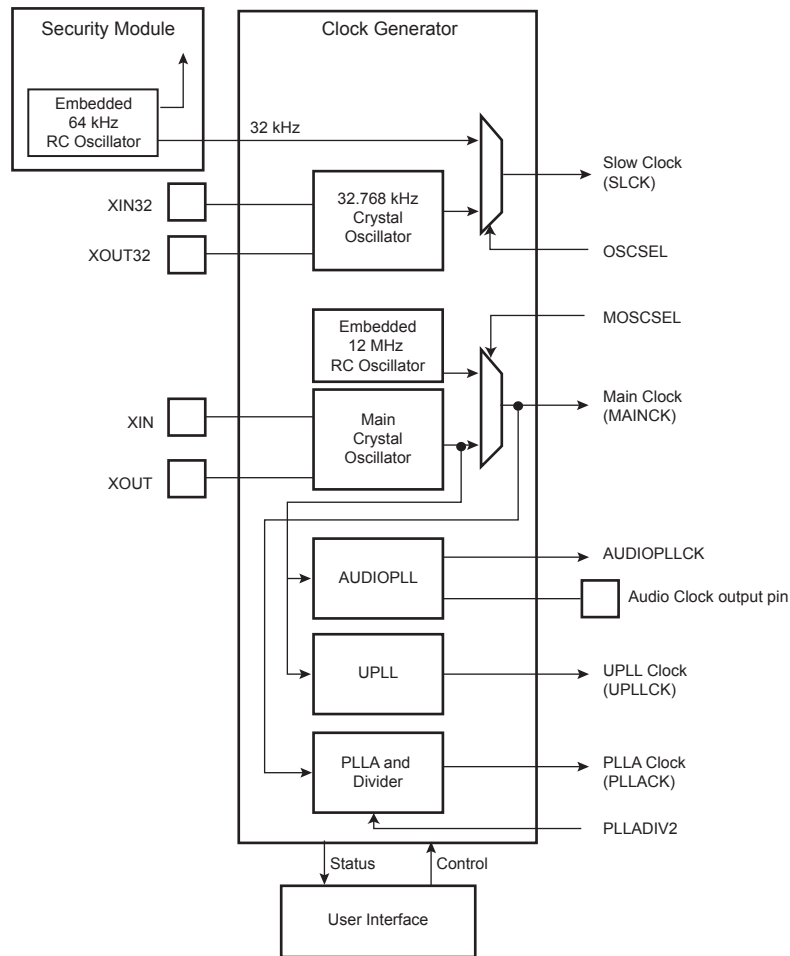 Security Module
Clock Generator
Embedded
64 kHz
RC Oscillator
32 kHz
Slow Clock
(SLCK)
XIN32
32.768 kHz
Crystal
Oscillator
XOUT32
OSCSEL
MOSCSEL
Embedded
12 MHz
RC Oscillator
Main Clock
(MAINCK)
XIN
Main
Crystal
Oscillator
XOUT
AUDIOPLL
AUDIOPLLCK
Audio Clock output pin
UPLL
UPLL Clock
(UPLLCK)
PLLA and
Divider
PLLA Clock
(PLLACK)
PLLADIV2
Status
Control
User Interface